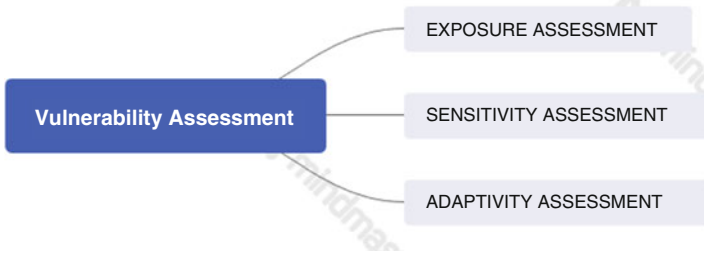 EXPOSURE ASSESSMENT
Vulnerability Assessment
SENSITIVITY ASSESSMENT
ADAPTIVITY ASSESSMENT